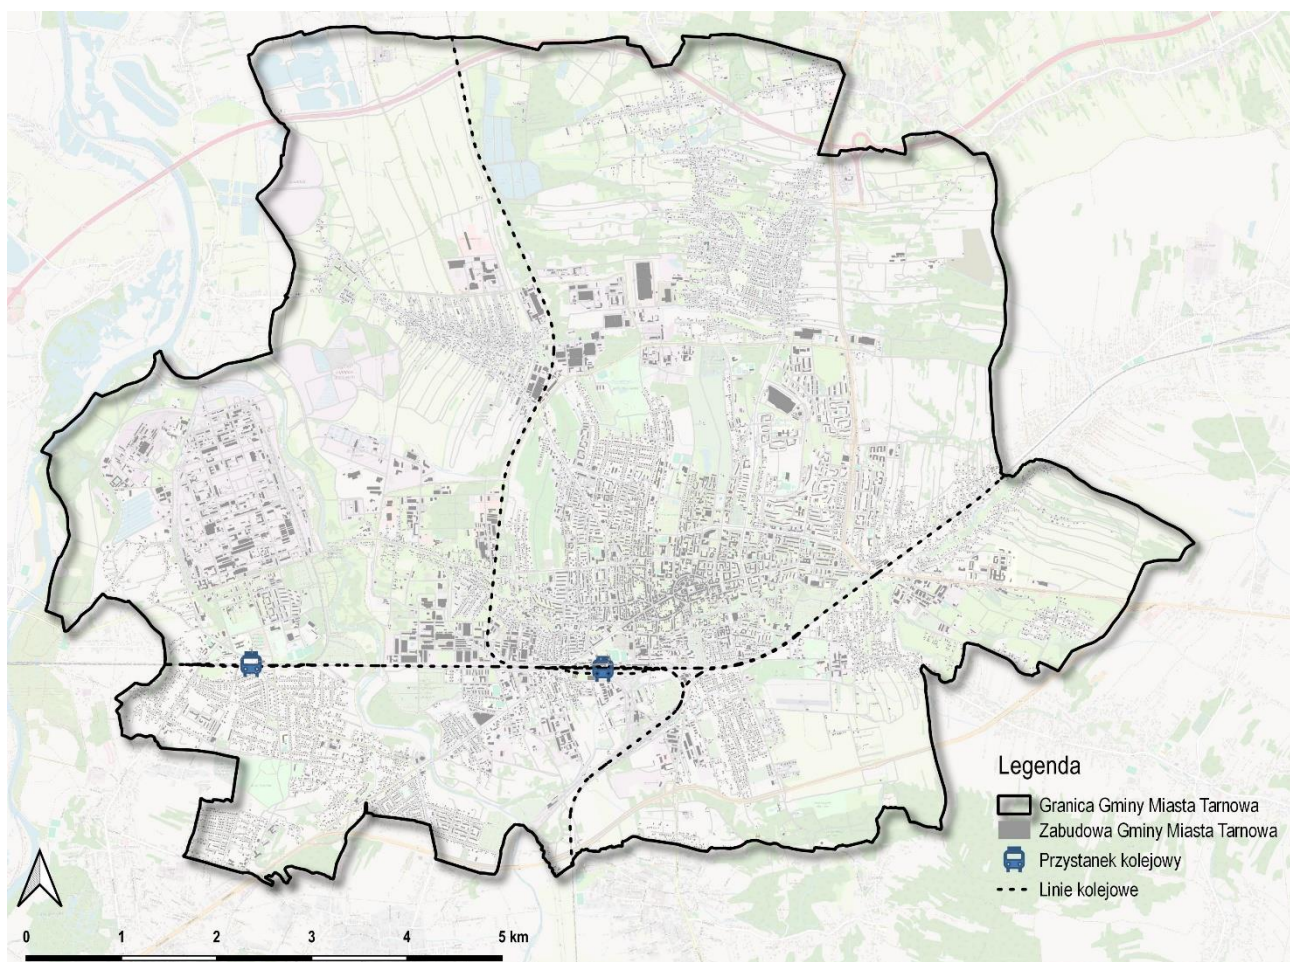 Legenda
Granica Gminy Miasta Tarnowa
Zabudowa Gminy Miasta Tarnowa
Przystanek kolejowy
Linie kolejowe
0 1 2 3 4 5 km